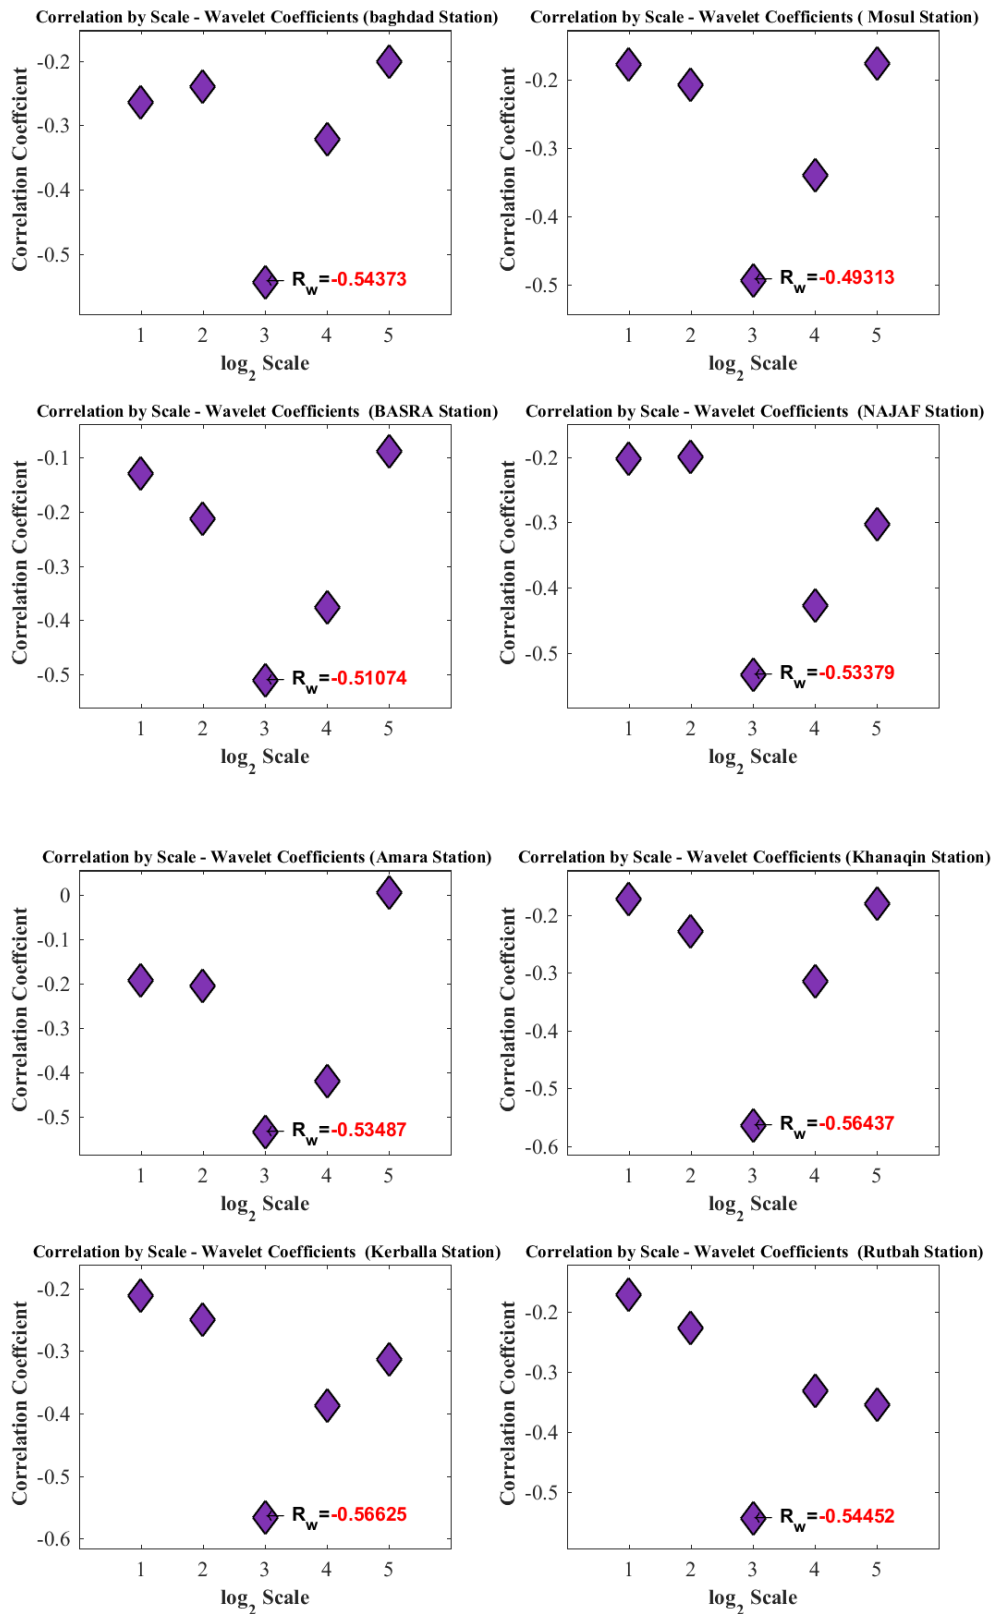 Correlation by Scale - Wavelet Coefficients (baghdad Station)
Correlation Coeffcient
-0.2
-0.3
-0.4
-0.5
R_w=-0.54373
1 2 3 4 5
log_2 Scale
Correlation by Scale - Wavelet Coefficients ( Mosul Station)
Correlation Coeffcient
-0.2
-0.3
-0.4
-0.5
R_w=-0.49313
1 2 3 4 5
log_2 Scale
Correlation by Scale - Wavelet Coefficients (BASRA Station)
Correlation Coeffcient
-0.1
-0.2
-0.3
-0.4
-0.5
R_w=-0.51074
1 2 3 4 5
log_2 Scale
Correlation by Scale - Wavelet Coefficients (NAJAF Station)
Correlation Coeffcient
-0.2
-0.3
-0.4
-0.5
R_w=-0.53379
1 2 3 4 5
log_2 Scale
Correlation by Scale - Wavelet Coefficients (Amara Station)
Correlation Coeffcient
0
-0.1
-0.2
-0.3
-0.4
-0.5
R_w=-0.53487
1 2 3 4 5
log_2 Scale
Correlation by Scale - Wavelet Coefficients (Khanaqin Station)
Correlation Coeffcient
-0.2
-0.3
-0.4
-0.5
-0.6
R_w=-0.56437
1 2 3 4 5
log_2 Scale
Correlation by Scale - Wavelet Coefficients (Kerballa Station)
Correlation Coeffcient
-0.2
-0.3
-0.4
-0.5
-0.6
R_w=-0.56625
1 2 3 4 5
log_2 Scale
Correlation by Scale - Wavelet Coefficients (Rutbah Station)
Correlation Coeffcient
-0.2
-0.3
-0.4
-0.5
R_w=-0.54452
1 2 3 4 5
log_2 Scale